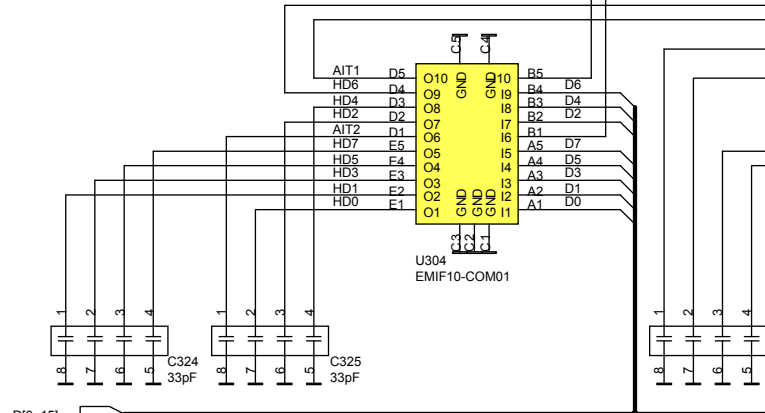 C5 C4
AIT1 D5 O10 GND GND I10 B5
HD6 D4 O9 I9 B4 D6
HD4 D3 O8 I8 B3 D4
HD2 D2 O7 I7 B2 D2
AIT2 D1 O6 I6 B1
HD7 E5 O5 I5 A5 D7
HD5 E4 O4 I4 A4 D5
HD3 E3 O3 I3 A3 D3
HD1 E2 O2 GND GND GND I2 A2 D1
HD0 E1 O1 I1 A1 D0
C3 C2 C1
U304
EMIF10-COM01
1 2 3 4 1 2 3 4 1 2 3 4
8 7 6 5 8 7 6 5 8 7 6 5
C324 C325
33pF 33pF